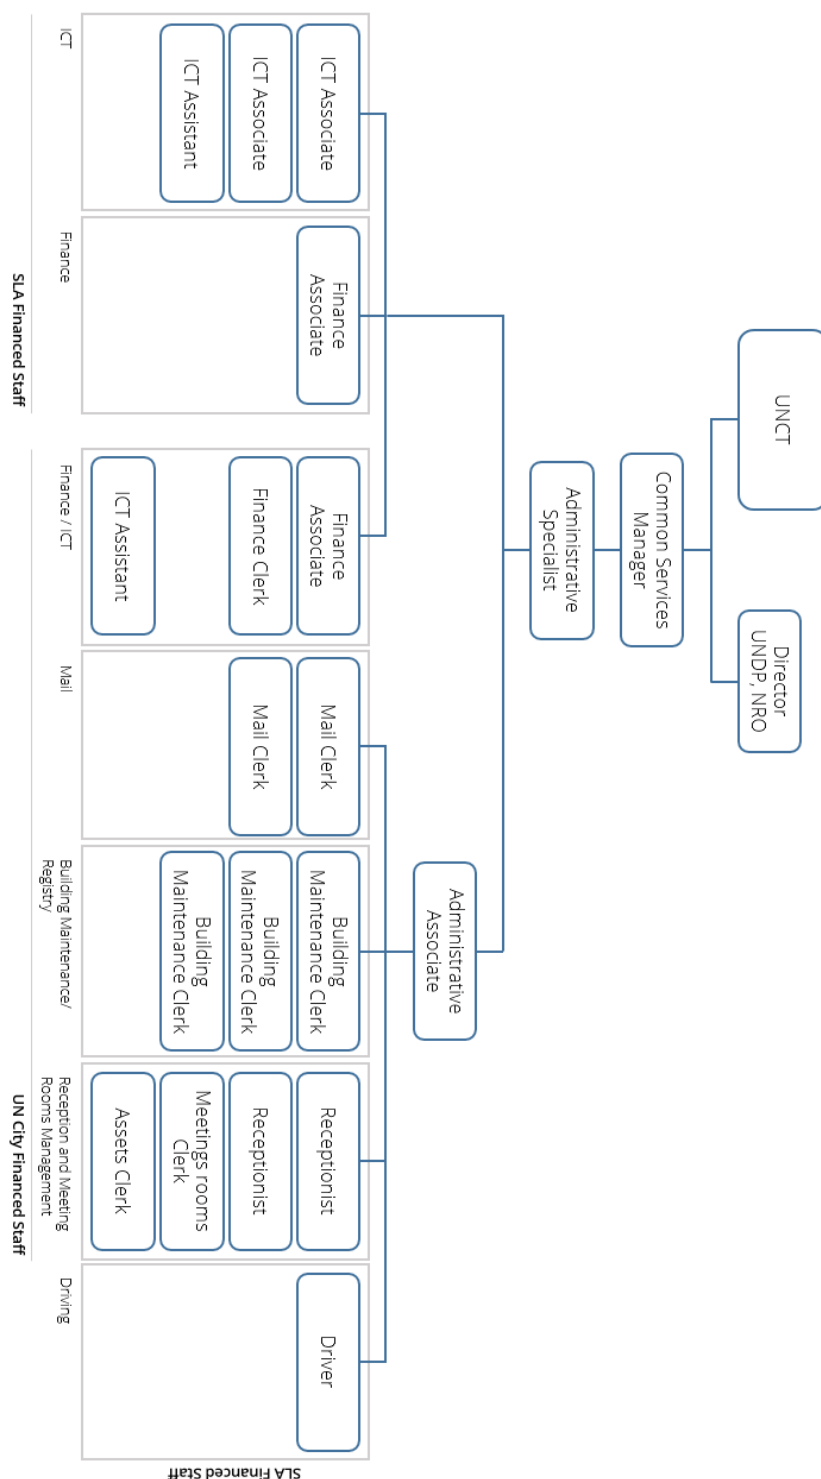 UNCT
Director
UNDP, NRO
Common Services
Manager
Administrative
Specialist
Administrative
Associate
ICT Associate
ICT Associate
ICT Assistant
ICT
Finance
Associate
Finance
SLA Financed Staff
Finance
Associate
Finance Clerk
ICT Assistant
Finance / ICT
Mail Clerk
Mail Clerk
Mail
Building
Maintenance Clerk
Building
Maintenance Clerk
Building
Maintenance Clerk
Building Maintenance/
Registry
Receptionist
Receptionist
Meetings rooms
Clerk
Assets Clerk
Reception and Meeting
Rooms Management
UN City Financed Staff
Driver
Driving
SLA Financed Staff